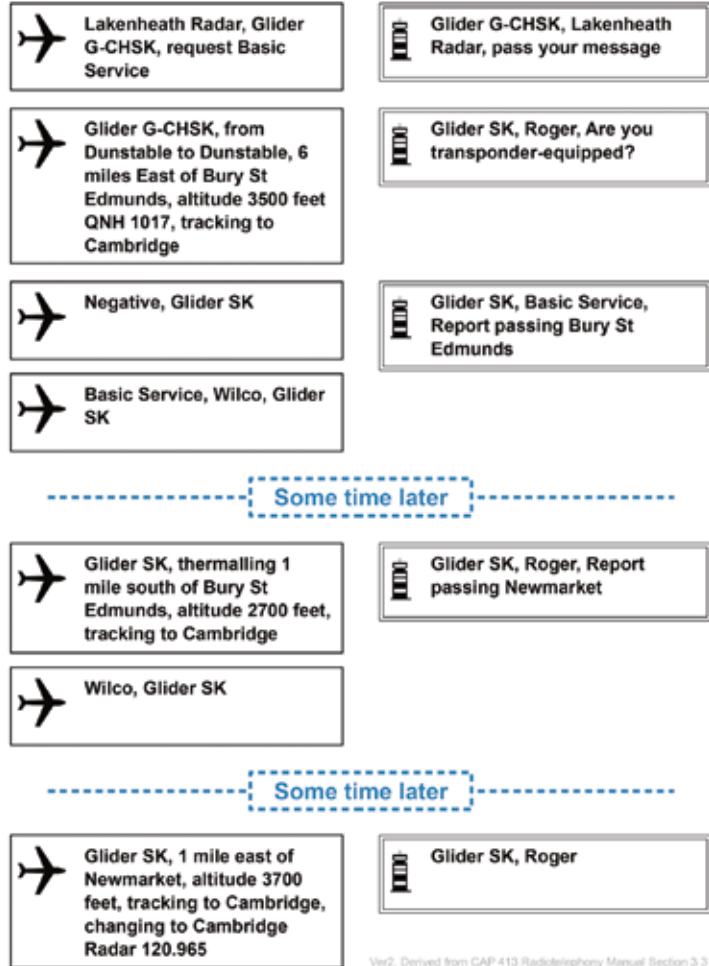 Lakenheath Radar, Glider
G-CHSK, request Basic
Service
Glider G-CHSK, Lakenheath
Radar, pass your message
Glider G-CHSK, from
Dunstable to Dunstable, 6
miles East of Bury St
Edmunds, altitude 3500 feet
QNH 1017, tracking to
Cambridge
Glider SK, Roger, Are you
transponder-equipped?
Negative, Glider SK
Glider SK, Basic Service,
Report passing Bury St
Edmunds
Basic Service, Wilco, Glider
SK
Some time later
Glider SK, thermalling 1
mile south of Bury St
Edmunds, altitude 2700 feet,
tracking to Cambridge
Glider SK, Roger, Report
passing Newmarket
Wilco, Glider SK
Some time later
Glider SK, 1 mile east of
Newmarket, altitude 3700
feet, tracking to Cambridge,
changing to Cambridge
Radar 120.965
Glider SK, Roger
Ver2. Derived from CAP 413 Radiotelephony Manual Section 3.3